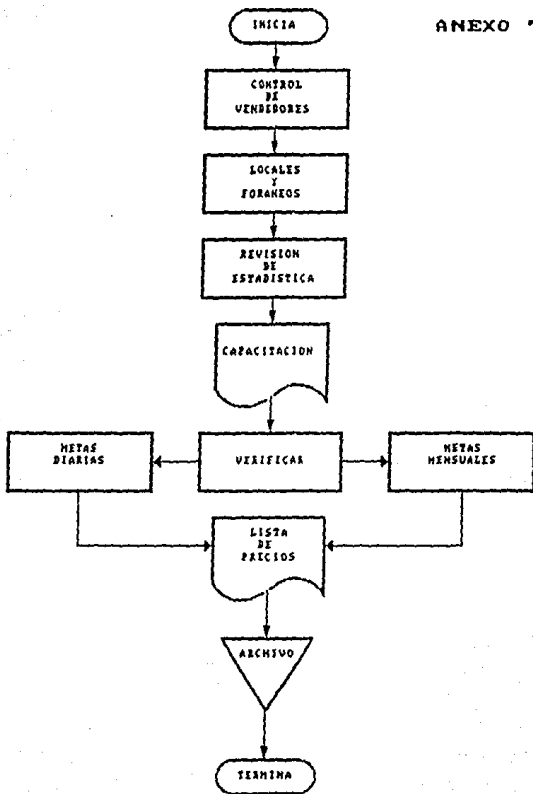 INICIA
ANEXO "
CONTROL
DE
VENDEDORES
LOCALES
Y
FORANEOS
REVISION
DE
ESTADISTICA
CAPACITACION
METAS
DIARIAS
VERIFICAR
METAS
MENSUALES
LISTA
DE
PRECIOS
ARCHIVO
TERMINA